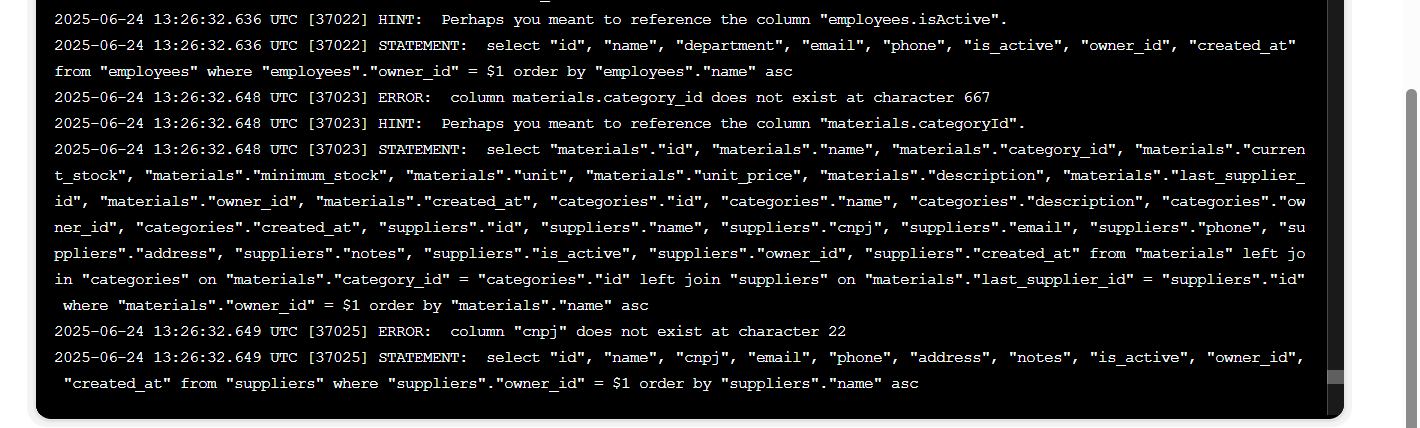 2025-06-24 13:26:32.636 UTC [37022] HINT:  Perhaps you meant to reference the column "employees.isActive".
2025-06-24 13:26:32.636 UTC [37022] STATEMENT:  select "id", "name", "department", "email", "phone", "is_active", "owner_id", "created_at"
from "employees" where "employees"."owner_id" = $1 order by "employees"."name" asc
2025-06-24 13:26:32.648 UTC [37023] ERROR:  column materials.category_id does not exist at character 667
2025-06-24 13:26:32.648 UTC [37023] HINT:  Perhaps you meant to reference the column "materials.categoryId".
2025-06-24 13:26:32.648 UTC [37023] STATEMENT:  select "materials"."id", "materials"."name", "materials"."category_id", "materials"."curren
t_stock", "materials"."minimum_stock", "materials"."unit", "materials"."unit_price", "materials"."description", "materials"."last_supplier_
id", "materials"."owner_id", "materials"."created_at", "categories"."id", "categories"."name", "categories"."description", "categories"."ow
ner_id", "categories"."created_at", "suppliers"."id", "suppliers"."name", "suppliers"."cnpj", "suppliers"."email", "suppliers"."phone", "su
ppliers"."address", "suppliers"."notes", "suppliers"."is_active", "suppliers"."owner_id", "suppliers"."created_at" from "materials" left jo
in "categories" on "materials"."category_id" = "categories"."id" left join "suppliers" on "materials"."last_supplier_id" = "suppliers"."id"
 where "materials"."owner_id" = $1 order by "materials"."name" asc
2025-06-24 13:26:32.649 UTC [37025] ERROR:  column "cnpj" does not exist at character 22
2025-06-24 13:26:32.649 UTC [37025] STATEMENT:  select "id", "name", "cnpj", "email", "phone", "address", "notes", "is_active", "owner_id",
 "created_at" from "suppliers" where "suppliers"."owner_id" = $1 order by "suppliers"."name" asc